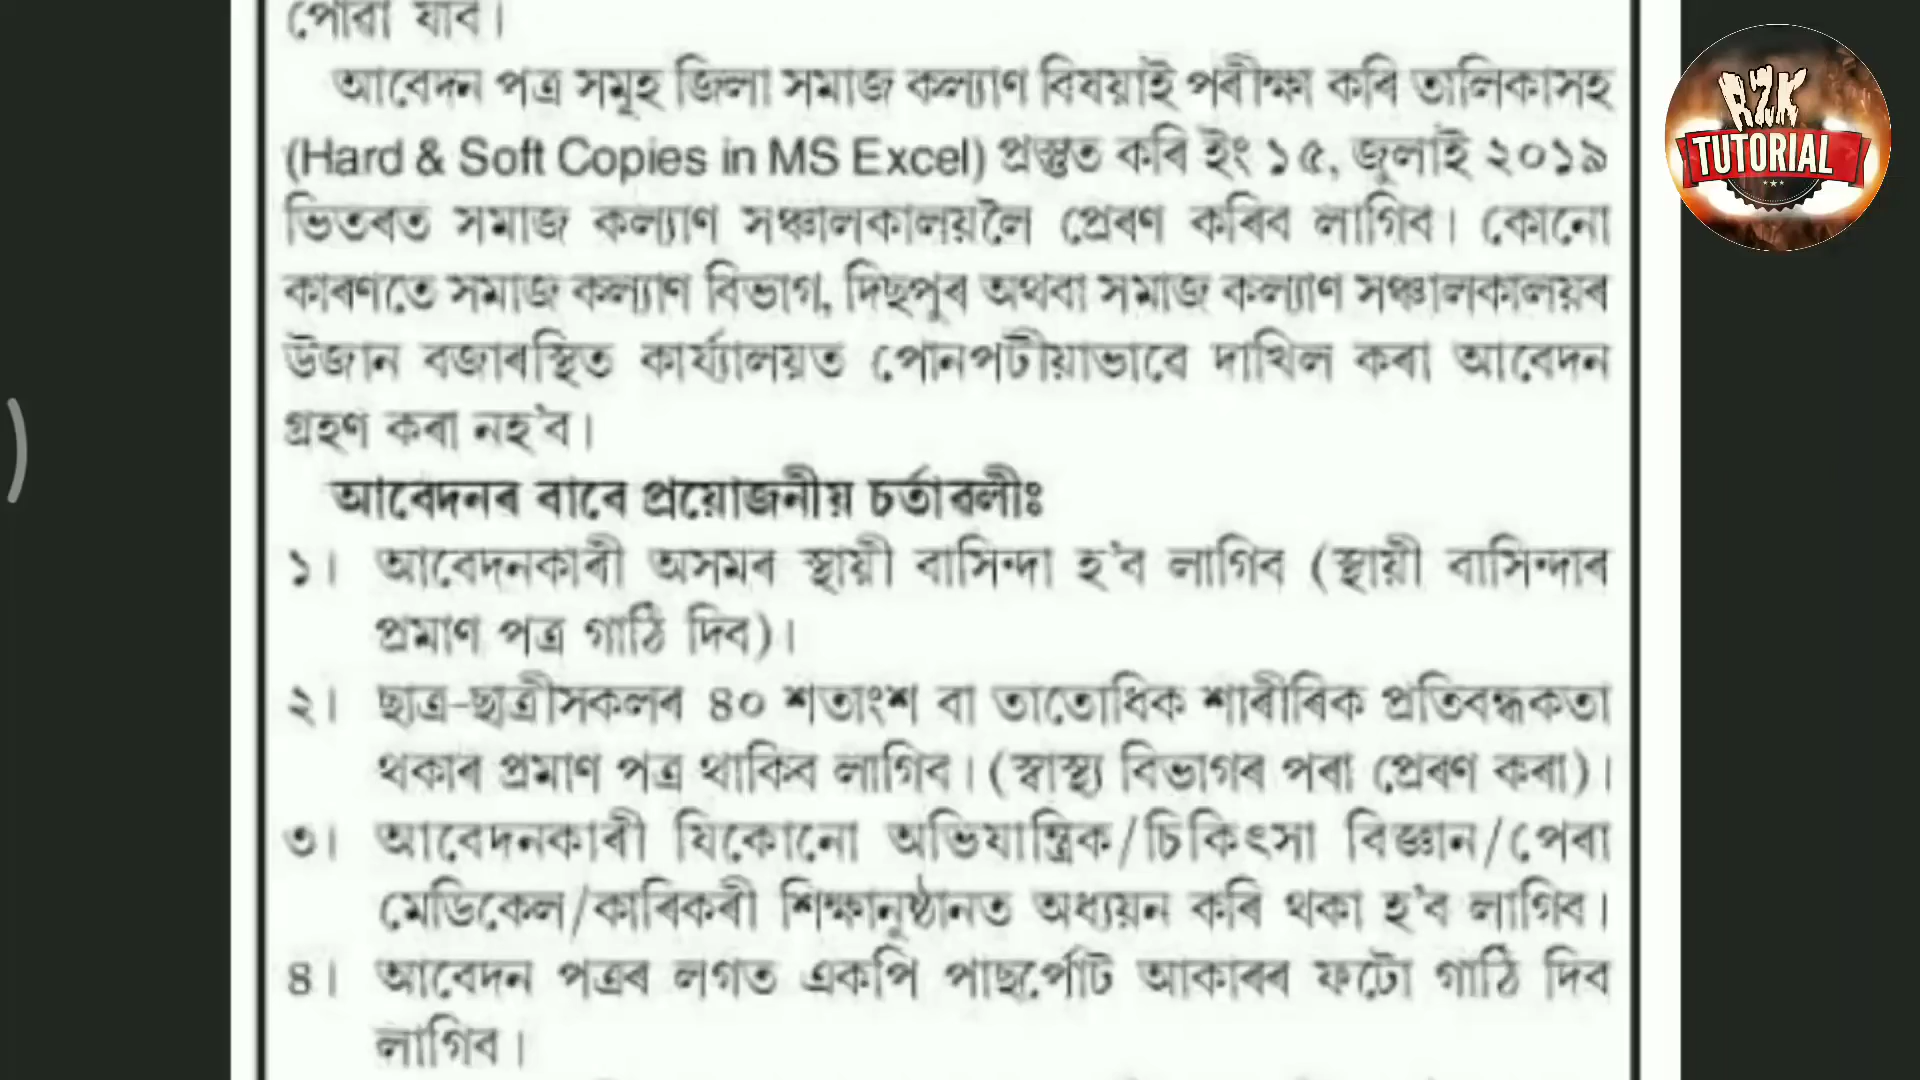 পোৱা যাব।
আবেদন পত্ৰ সমূহ জিলা সমাজ কল্যাণ বিষয়াই পৰীক্ষা কৰি তালিকাসহ
(Hard & Soft Copies in MS Excel) প্ৰস্তুত কৰি ইং ১৫, জুলাই ২০১৯
ভিতৰত সমাজ কল্যাণ সঞ্চালকালয়লৈ প্ৰেৰণ কৰিব লাগিব। কোনো
কাৰণতে সমাজ কল্যাণ বিভাগ, দিছপুৰ অথবা সমাজ কল্যাণ সঞ্চালকালয়ৰ
উজান বজাৰস্থিত কাৰ্য্যালয়ত পোনপটীয়াভাবে দাখিল কৰা আবেদন
গ্ৰহণ কৰা নহ'ব।
আবেদনৰ বাবে প্ৰয়োজনীয় চৰ্তাৱলীঃ
১। আবেদনকাৰী অসমৰ স্থায়ী বাসিন্দা হ'ব লাগিব (স্থায়ী বাসিন্দাৰ
প্ৰমাণ পত্ৰ গাঠি দিব)।
২। ছাত্ৰ-ছাত্ৰীসকলৰ ৪০ শতাংশ বা তাতোধিক শাৰীৰিক প্ৰতিবন্ধকতা
থকাৰ প্ৰমাণ পত্ৰ থাকিব লাগিব। (স্বাস্থ্য বিভাগৰ পৰা প্ৰেৰণ কৰা)।
৩। আবেদনকাৰী যিকোনো অভিযান্ত্ৰিক/চিকিৎসা বিজ্ঞান/পেৰা
মেডিকেল/কাৰিকৰী শিক্ষানুষ্ঠানত অধ্যয়ন কৰি থকা হ'ব লাগিব।
৪। আবেদন পত্ৰৰ লগত একপি পাছপোৰ্ট আকাৰৰ ফটো গাঠি দিব
লাগিব।
RZK
TUTORIAL